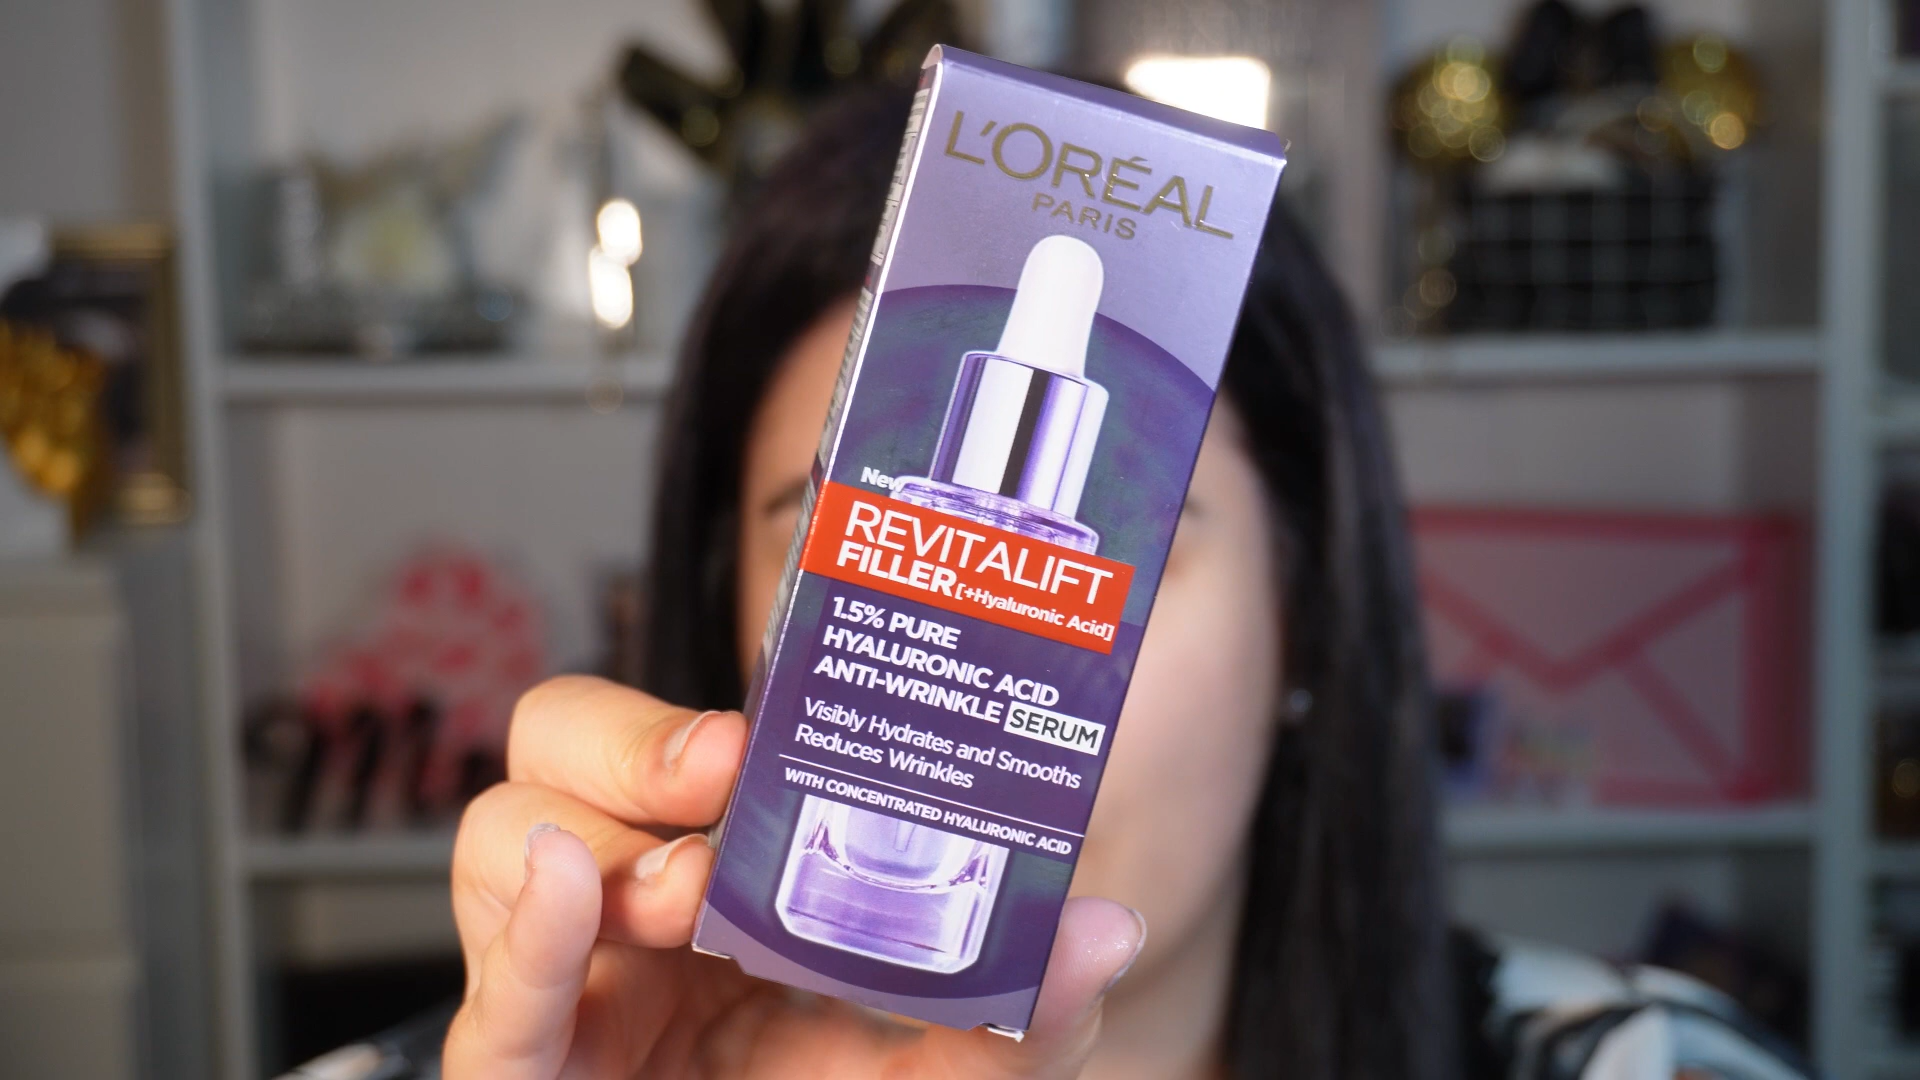 L'ORÉAL
PARIS
New
REVITALIFT
FILLER [+Hyaluronic Acid]
1.5% PURE
HYALURONIC ACID
ANTI-WRINKLE SERUM
Visibly Hydrates and Smooths
Reduces Wrinkles
WITH CONCENTRATED HYALURONIC ACID